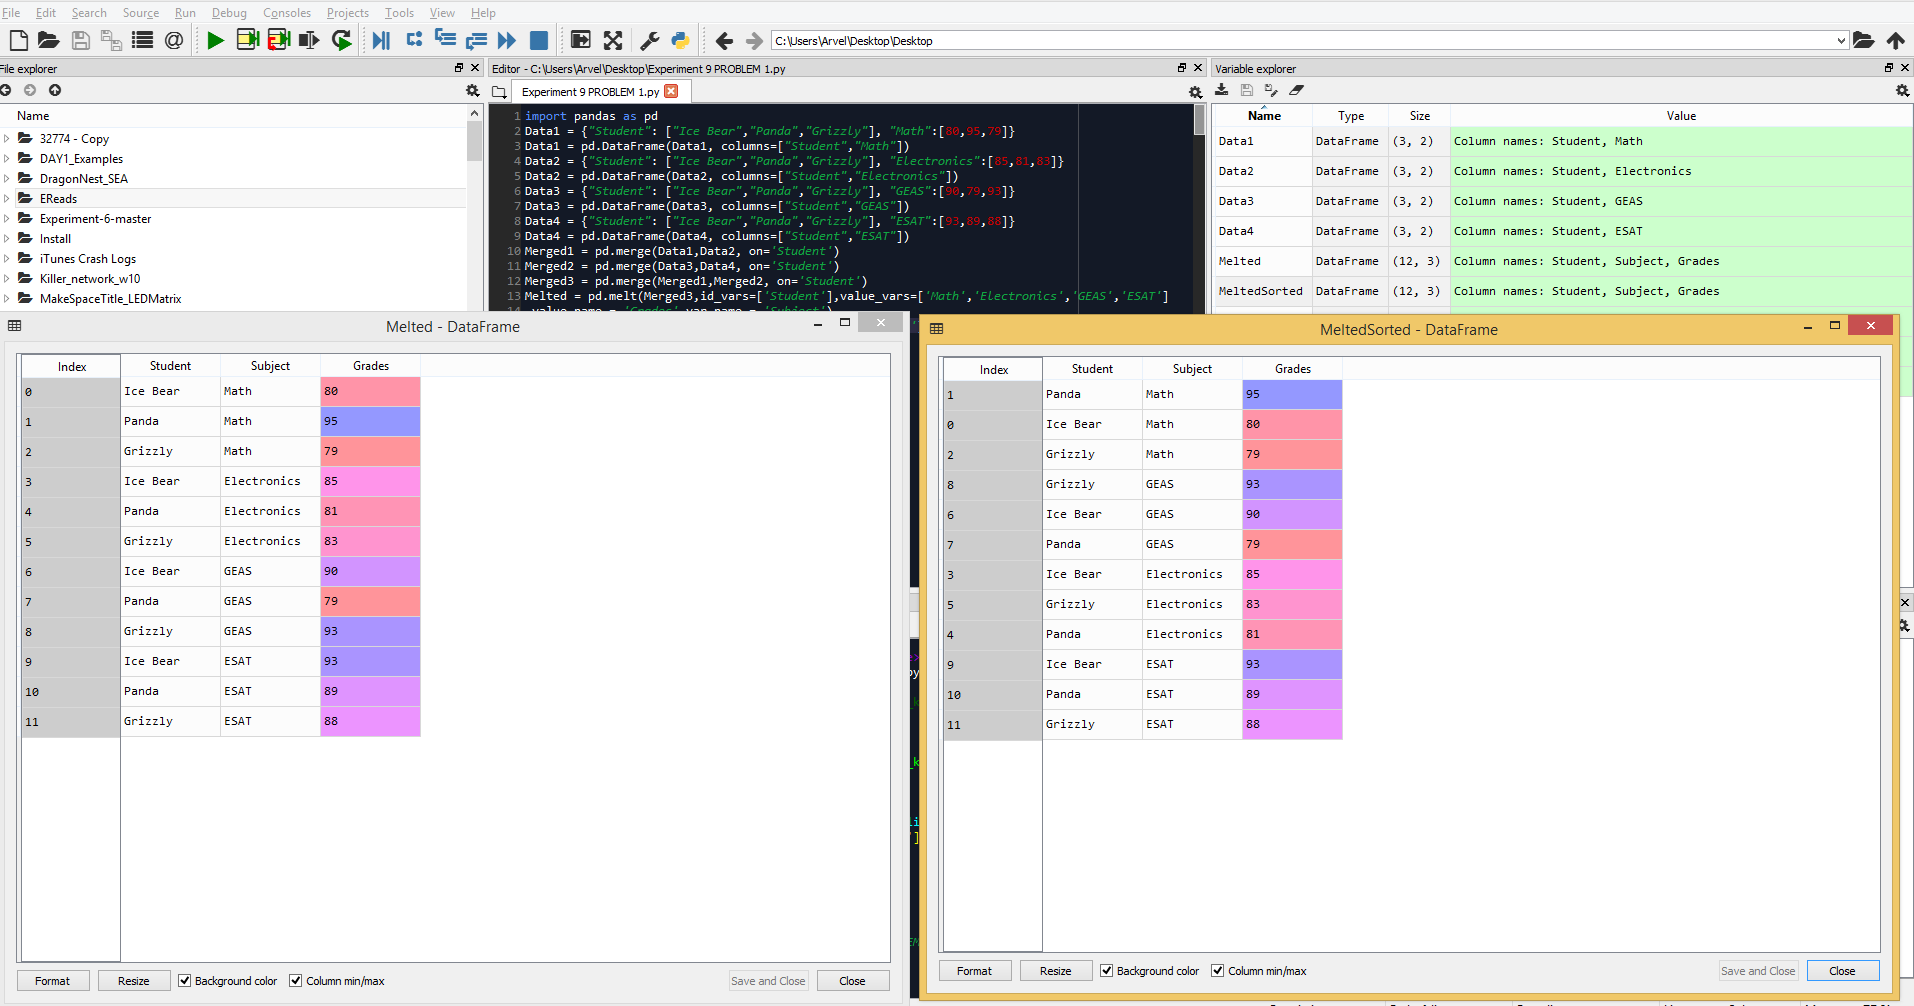 File Edit Search Source Run Debug Consoles Projects Tools View Help
C:\Users\Arvel\Desktop\Desktop
File explorer
Name
32774 - Copy
DAY1_Examples
DragonNest_SEA
EReads
Experiment-6-master
Install
iTunes Crash Logs
Killer_network_w10
MakeSpaceTitle_LEDMatrix
Editor - C:\Users\Arvel\Desktop\Experiment 9 PROBLEM 1.py
Experiment 9 PROBLEM 1.py
1 import pandas as pd
2 Data1 = {"Student": ["Ice Bear","Panda","Grizzly"], "Math":[80,95,79]}
3 Data1 = pd.DataFrame(Data1, columns=["Student","Math"])
4 Data2 = {"Student": ["Ice Bear","Panda","Grizzly"], "Electronics":[85,81,83]}
5 Data2 = pd.DataFrame(Data2, columns=["Student","Electronics"])
6 Data3 = {"Student": ["Ice Bear","Panda","Grizzly"], "GEAS":[90,79,93]}
7 Data3 = pd.DataFrame(Data3, columns=["Student","GEAS"])
8 Data4 = {"Student": ["Ice Bear","Panda","Grizzly"], "ESAT":[93,89,88]}
9 Data4 = pd.DataFrame(Data4, columns=["Student","ESAT"])
10 Merged1 = pd.merge(Data1,Data2, on='Student')
11 Merged2 = pd.merge(Data3,Data4, on='Student')
12 Merged3 = pd.merge(Merged1,Merged2, on='Student')
13 Melted = pd.melt(Merged3,id_vars=['Student'],value_vars=['Math','Electronics','GEAS','ESAT']
Variable explorer
Name Type Size Value
Data1 DataFrame (3, 2) Column names: Student, Math
Data2 DataFrame (3, 2) Column names: Student, Electronics
Data3 DataFrame (3, 2) Column names: Student, GEAS
Data4 DataFrame (3, 2) Column names: Student, ESAT
Melted DataFrame (12, 3) Column names: Student, Subject, Grades
MeltedSorted DataFrame (12, 3) Column names: Student, Subject, Grades
Melted - DataFrame
Index Student Subject Grades
0 Ice Bear Math 80
1 Panda Math 95
2 Grizzly Math 79
3 Ice Bear Electronics 85
4 Panda Electronics 81
5 Grizzly Electronics 83
6 Ice Bear GEAS 90
7 Panda GEAS 79
8 Grizzly GEAS 93
9 Ice Bear ESAT 93
10 Panda ESAT 89
11 Grizzly ESAT 88
Format Resize Background color Column min/max Save and Close Close
MeltedSorted - DataFrame
Index Student Subject Grades
1 Panda Math 95
0 Ice Bear Math 80
2 Grizzly Math 79
8 Grizzly GEAS 93
6 Ice Bear GEAS 90
7 Panda GEAS 79
3 Ice Bear Electronics 85
5 Grizzly Electronics 83
4 Panda Electronics 81
9 Ice Bear ESAT 93
10 Panda ESAT 89
11 Grizzly ESAT 88
Format Resize Background color Column min/max Save and Close Close